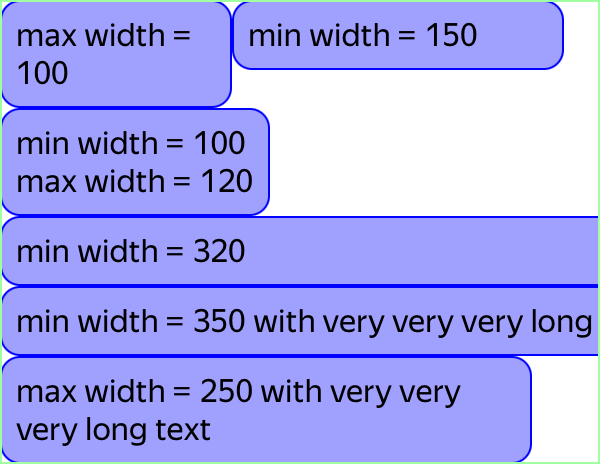 max width =
100
min width = 150
min width = 100
max width = 120
min width = 320
min width = 350 with very very very long
max width = 250 with very very
very long text